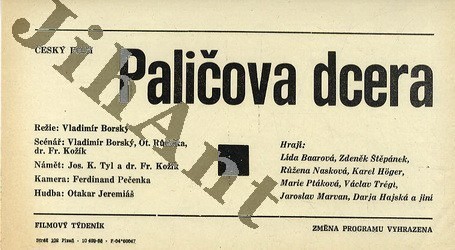 ČESKÝ FILM
Paličova dcera
Režie: Vladimír Borský
Scénář: Vladimír Borský, Ot. Růžička,
dr. Fr. Kožík
Námět: Jos. K. Tyl a dr. Fr. Kožík
Kamera: Ferdinand Pečenka
Hudba: Otakar Jeremiáš
Hrají:
Lída Baarová, Zdeněk Štěpánek,
Růžena Nasková, Karel Höger,
Marie Ptáková, Václav Trégl,
Jaroslav Marvan, Darja Hajská a jiní
FILMOVÝ TÝDENÍK
ZMĚNA PROGRAMU VYHRAZENA
JihAnt